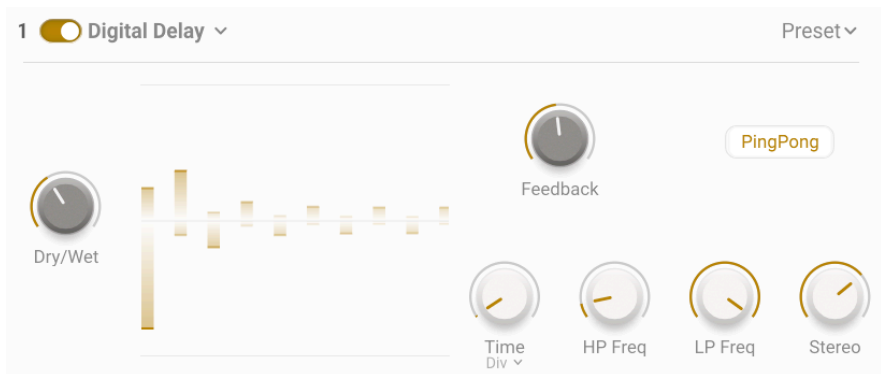 1 Digital Delay
Preset
PingPong
Feedback
Dry/Wet
Time HP Freq LP Freq Stereo
Div